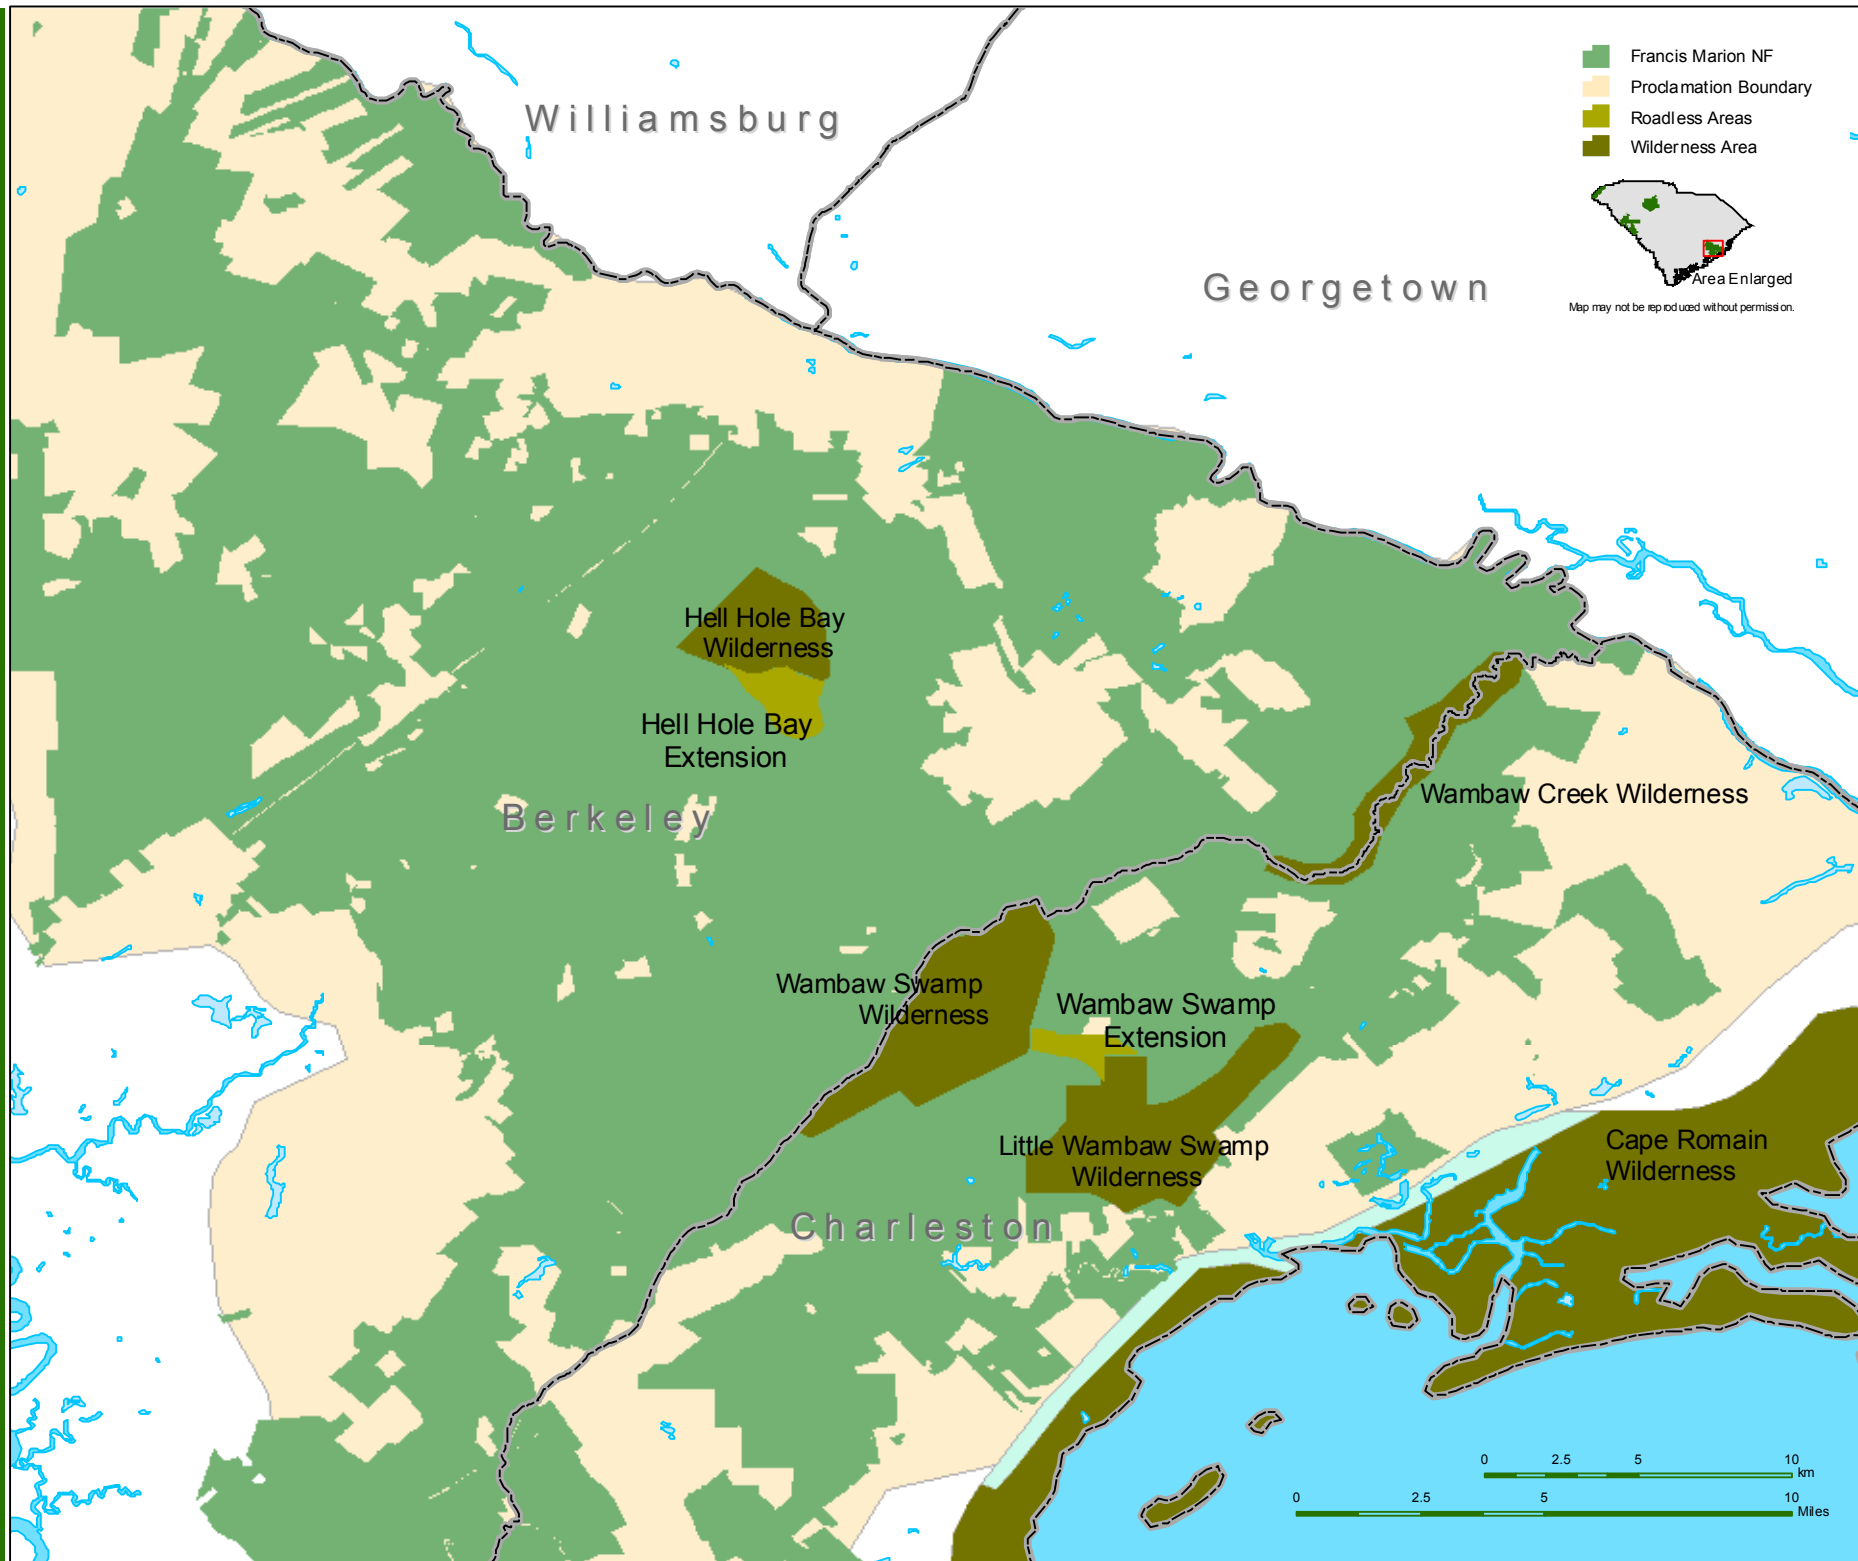 Williamsburg
Georgetown
Francis Marion NF
Proclamation Boundary
Roadless Areas
Wilderness Area
Area Enlarged
Map may not be reproduced without permission.
Hell Hole Bay
Wilderness
Hell Hole Bay
Extension
Berkeley
Wambaw Creek Wilderness
Wambaw Swamp
Wilderness
Wambaw Swamp
Extension
Little Wambaw Swamp
Wilderness
Cape Romain
Wilderness
Charleston
0 2.5 5 10
km
0 2.5 5 10
Miles